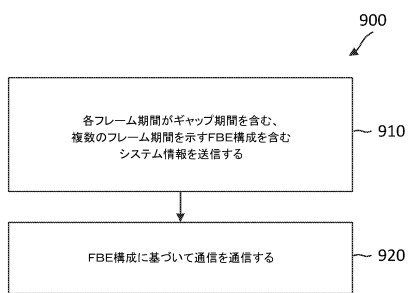 900
各フレーム期間がギャップ期間を含む、
複数のフレーム期間を示すFBE構成を含む
システム情報を送信する
910
FBE構成に基づいて通信を通信する
920